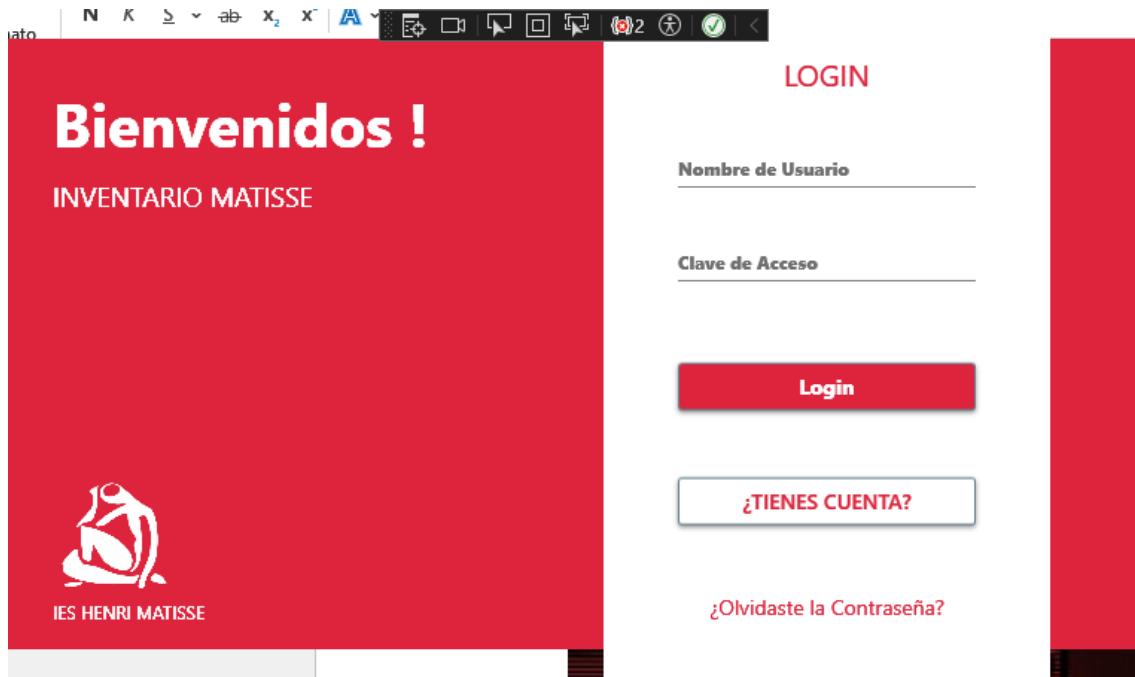 N K S ab x₂ x
ato
2
Bienvenidos !
INVENTARIO MATISSE
IES HENRI MATISSE
LOGIN
Nombre de Usuario
Clave de Acceso
Login
¿TIENES CUENTA?
¿Olvidaste la Contraseña?